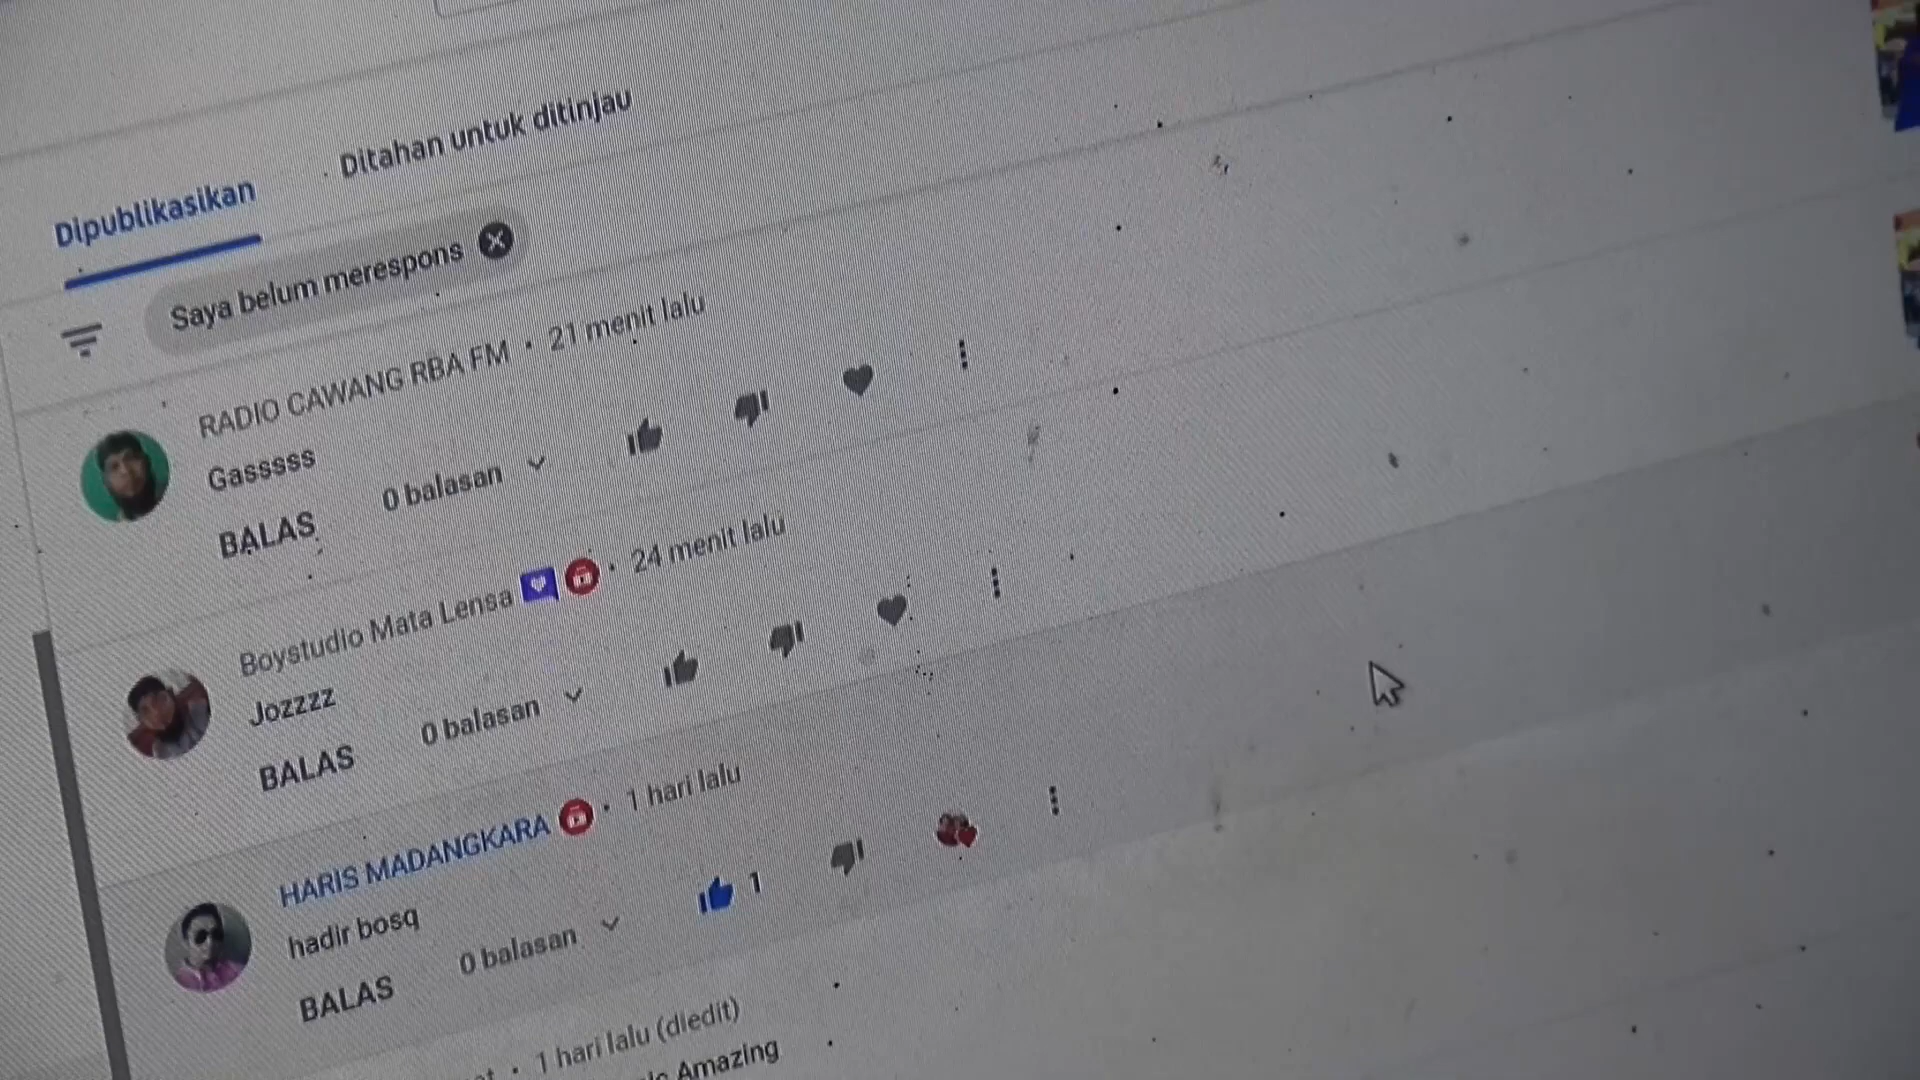 Dipublikasikan
Ditahan untuk ditinjau
Saya belum merespons
RADIO CAWANG RBA FM • 21 menit lalu
Gasssss
BALAS
0 balasan
Boystudio Mata Lensa • 24 menit lalu
Jozzzz
BALAS
0 balasan
HARIS MADANGKARA • 1 hari lalu
hadir bosq
BALAS
0 balasan
1
• 1 hari lalu (diedit)
Amazing